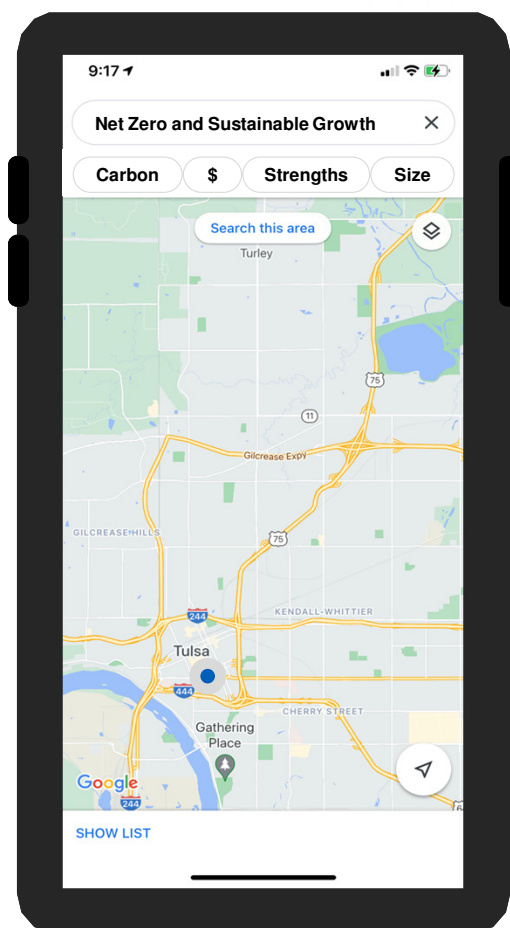 9:17
Net Zero and Sustainable Growth
Carbon
$
Strengths
Size
Search this area
Turley
75
11
Gilcrease Expy
75
GILCREASE HILLS
244
KENDALL-WHITTIER
Tulsa
444
CHERRY STREET
Gathering
Place
Google
244
SHOW LIST